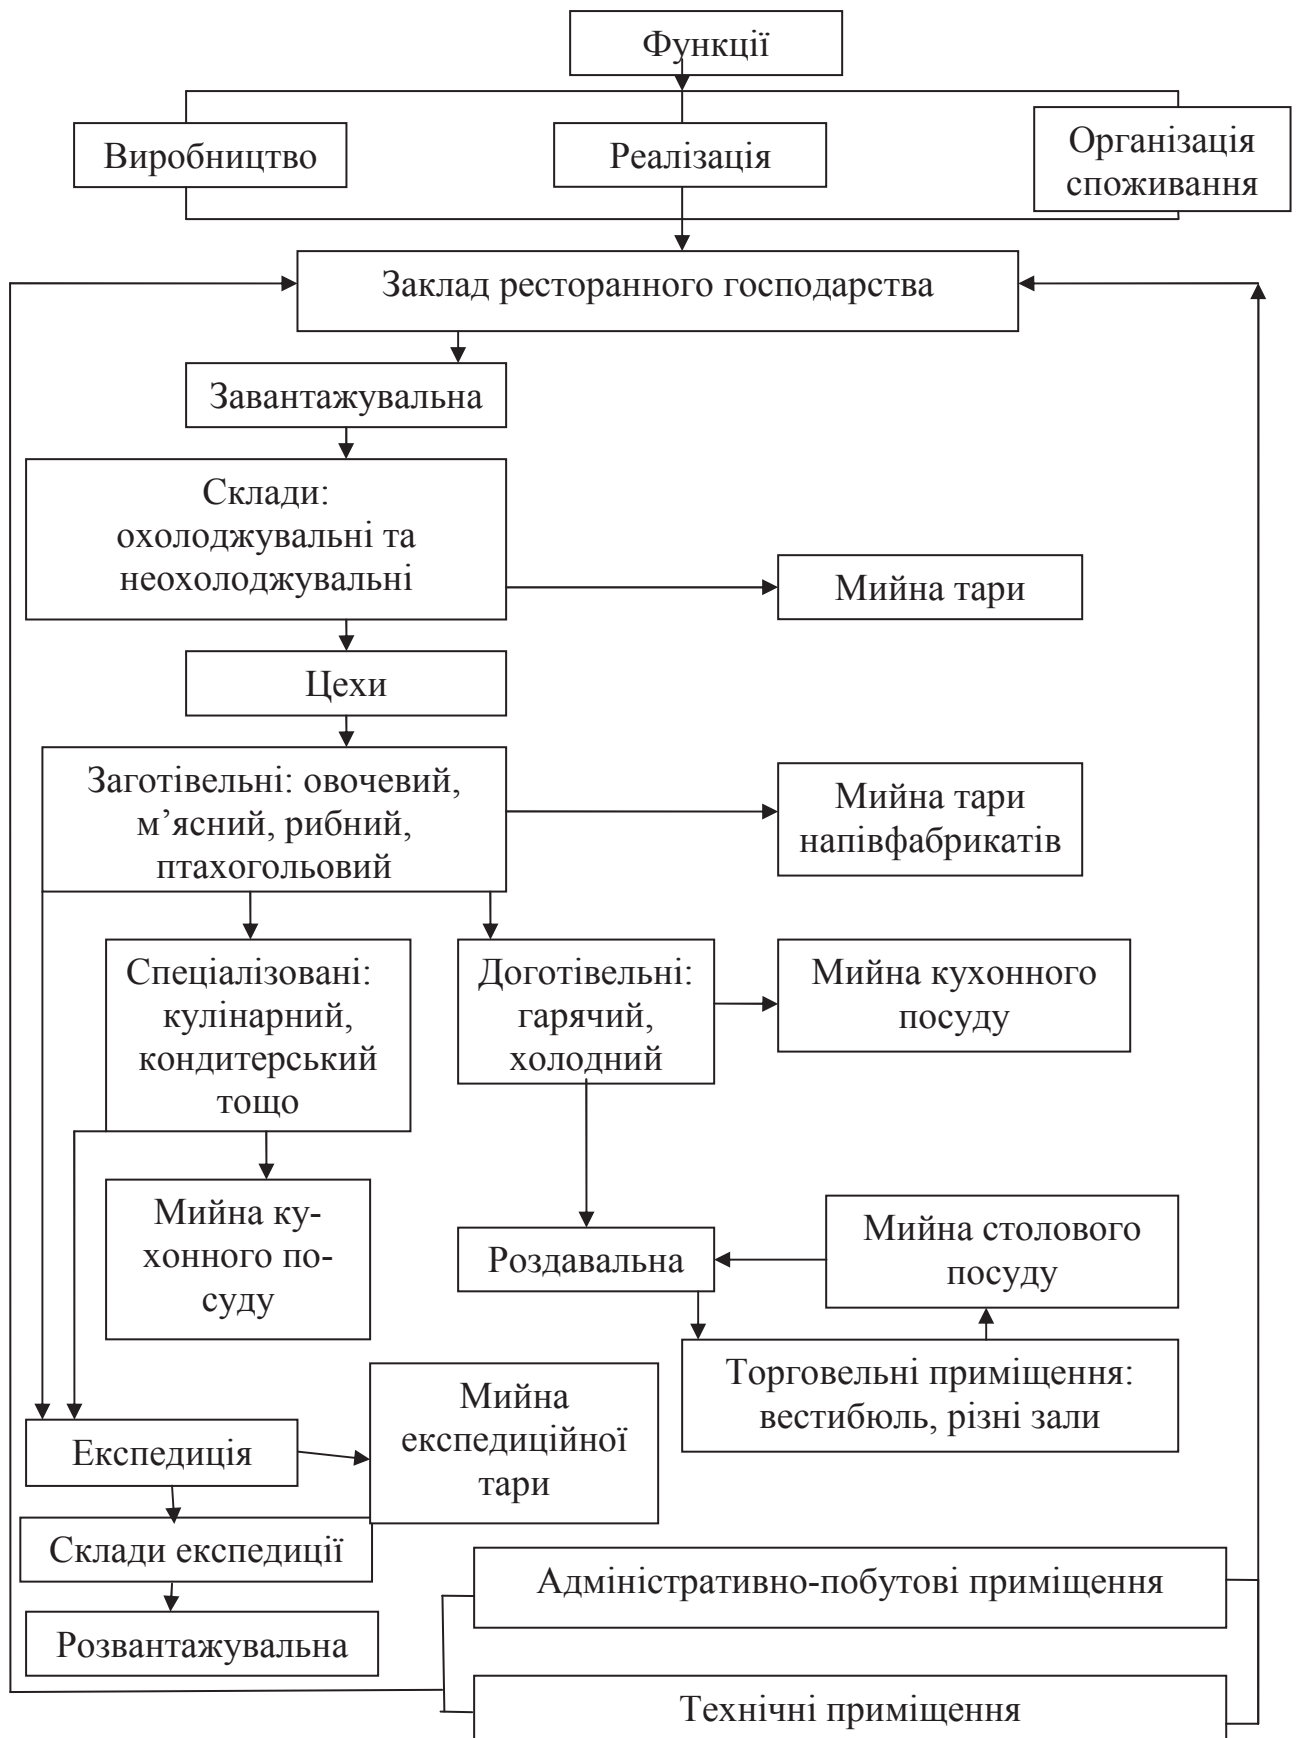 Функції
Виробництво
Реалізація
Організація
споживання
Заклад ресторанного господарства
Завантажувальна
Склади:
охолоджувальні та
неохолоджувальні
Мийна тари
Цехи
Заготівельні: овочевий,
м’ясний, рибний,
птахогольовий
Мийна тари
напівфабрикатів
Спеціалізовані:
кулінарний,
кондитерський
тощо
Доготівельні:
гарячий,
холодний
Мийна кухонного
посуду
Мийна ку-
хонного по-
суду
Роздавальна
Мийна столового
посуду
Торговельні приміщення:
вестибюль, різні зали
Експедиція
Мийна
експедиційної
тари
Склади експедиції
Адміністративно-побутові приміщення
Розвантажувальна
Технічні приміщення